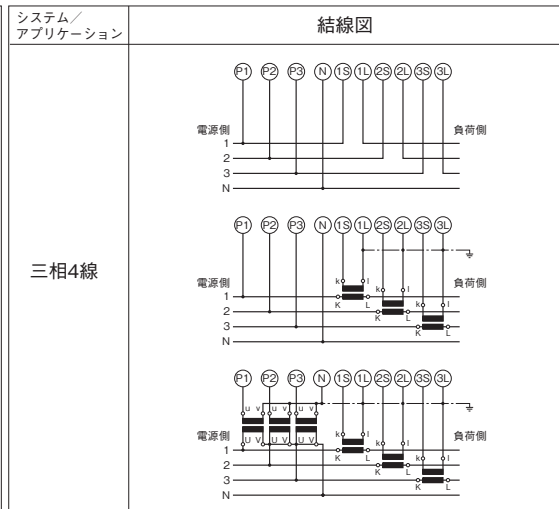 システム／
アプリケーション
結線図
三相4線
P1 P2 P3 N 1S 1L 2S 2L 3S 3L
電源側 負荷側
1
2
3
N
P1 P2 P3 N 1S 1L 2S 2L 3S 3L
k l k l k l
電源側 負荷側
1 K L
2 K L
3 K L
N
P1 P2 P3 N 1S 1L 2S 2L 3S 3L
u v u v u v
k l k l k l
電源側 U V U V U V 負荷側
1 K L
2 K L
3 K L
N